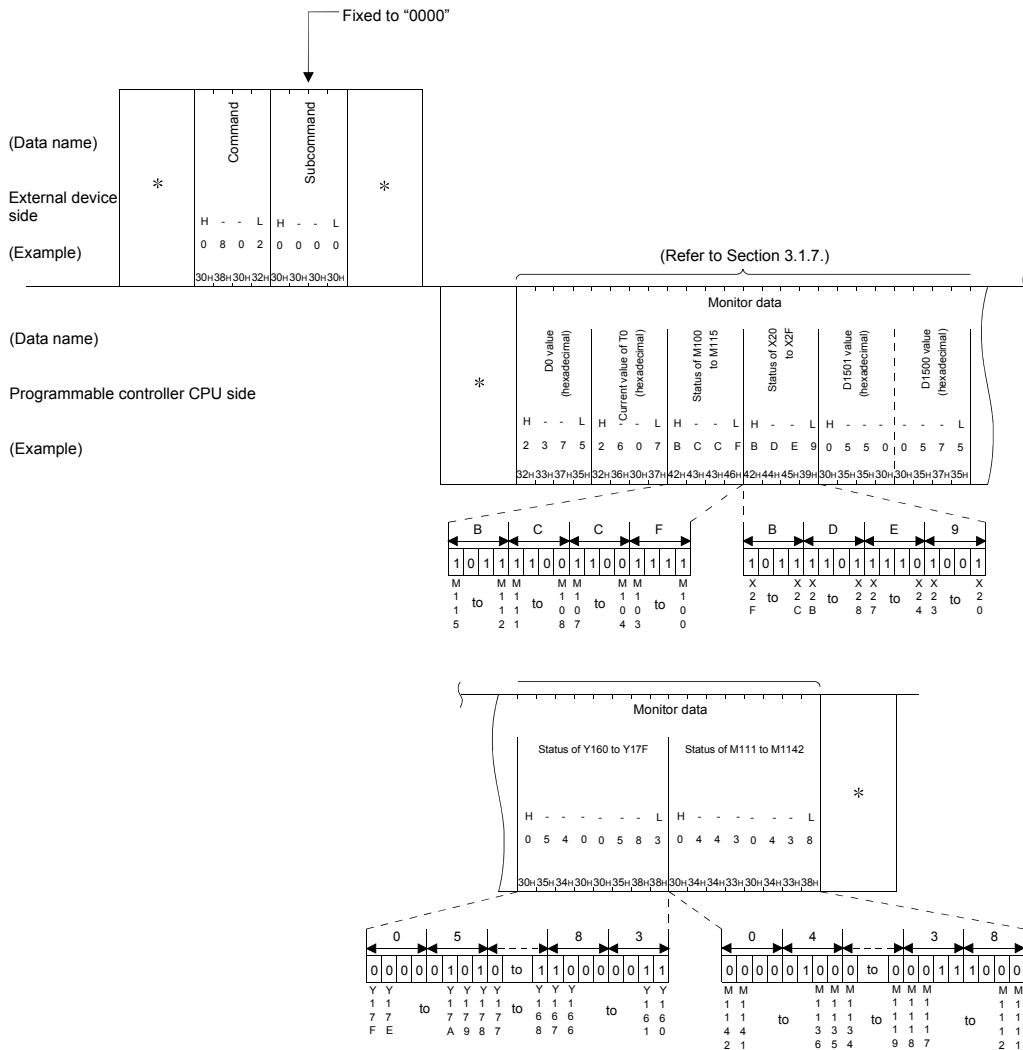 Fixed to “0000”
(Data name)
External device
side
(Example)
*
Command
Subcommand
*
H - - L H - - L
0 8 0 2 0 0 0 0
30H 38H 30H 32H 30H 30H 30H 30H
(Refer to Section 3.1.7.)
(Data name)
Programmable controller CPU side
(Example)
*
Monitor data
D0 value
(hexadecimal)
Current value of T0
(hexadecimal)
Status of M100
to M115
Status of X20
to X2F
D1501 value
(hexadecimal)
D1500 value
(hexadecimal)
H - - L H - - L H - - L H - - L H - - - - - - L
2 3 7 5 2 6 0 7 B C C F B D E 9 0 5 5 0 0 5 7 5
32H 33H 37H 35H 32H 36H 30H 37H 42H 43H 43H 46H 42H 44H 45H 39H 30H 35H 35H 30H 30H 35H 37H 35H
B C C F B D E 9
1 0 1 1 1 1 0 0 1 1 0 0 1 1 1 1 1 0 1 1 1 1 0 1 1 1 1 0 1 0 0 1
M115 to M112 M111 to M108 M107 to M104 M103 to M100 X2F to X2C X2B to X28 X27 to X24 X23 to X20
Monitor data
Status of Y160 to Y17F
Status of M111 to M1142
*
H - - - - - - L H - - - - - - L
0 5 4 0 0 5 8 3 0 4 4 3 0 4 3 8
30H 35H 34H 30H 30H 35H 38H 38H 30H 34H 34H 33H 30H 34H 33H 38H
0 5 8 3 0 4 3 8
0 0 0 0 0 1 0 1 0 to 1 1 0 0 0 0 0 1 1 0 0 0 0 0 1 0 0 0 to 0 0 0 1 1 1 0 0 0
Y17F Y17E to Y17A Y179 Y178 Y177 to Y168 Y167 Y166 to Y161 Y160 M1142 M1141 to M1136 M1135 M1134 to M1119 M1118 M1117 to M1112 M1111